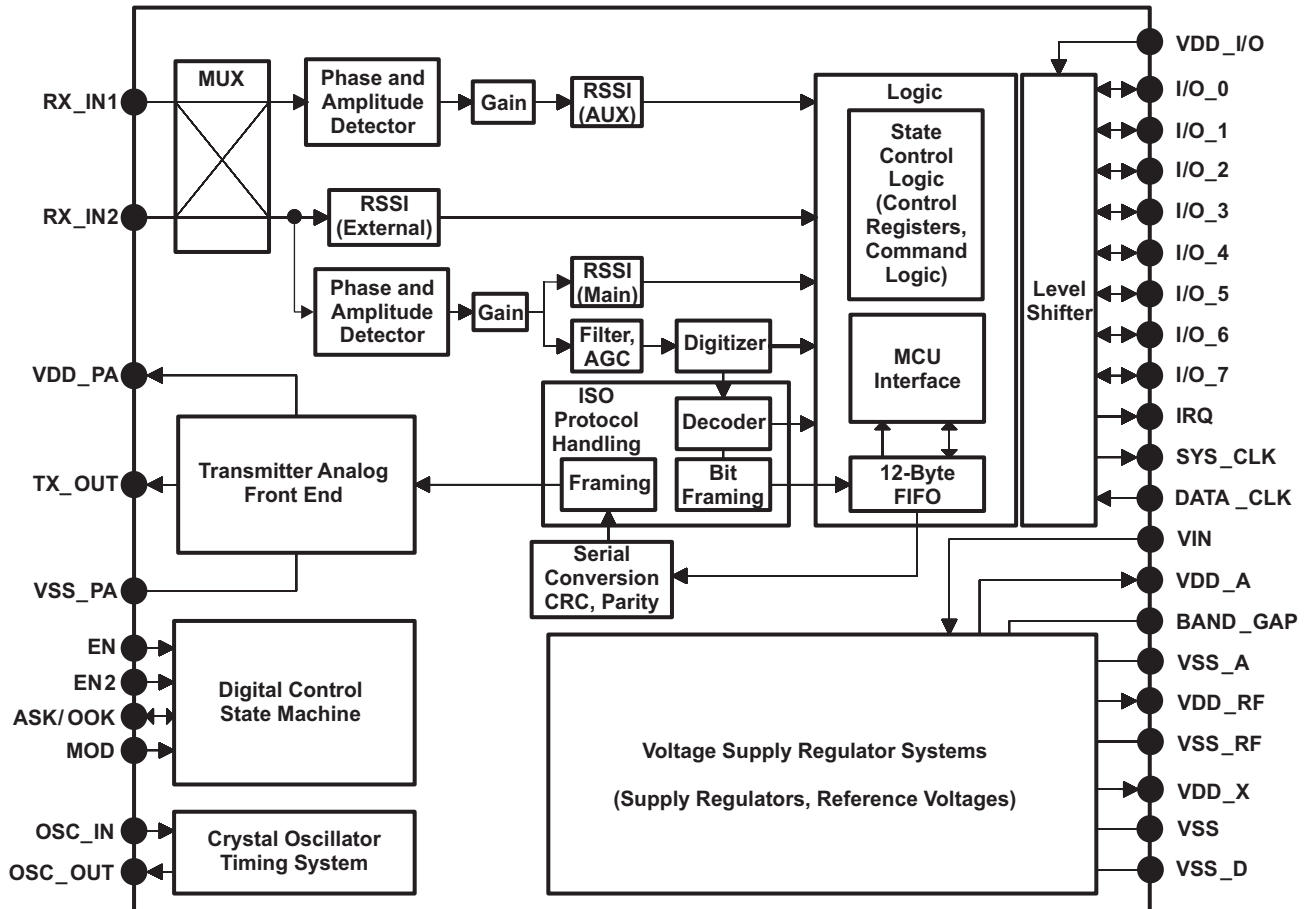 RX_IN1
RX_IN2
VDD_PA
TX_OUT
VSS_PA
EN
EN2
ASK/OOK
MOD
OSC_IN
OSC_OUT
MUX
Phase and
Amplitude
Detector
Gain
RSSI
(AUX)
RSSI
(External)
Phase and
Amplitude
Detector
Gain
RSSI
(Main)
Filter,
AGC
Digitizer
ISO
Protocol
Handling
Decoder
Framing
Bit
Framing
Serial
Conversion
CRC, Parity
Logic
State
Control
Logic
(Control
Registers,
Command
Logic)
MCU
Interface
12-Byte
FIFO
Level
Shifter
Transmitter Analog
Front End
Digital Control
State Machine
Crystal Oscillator
Timing System
Voltage Supply Regulator Systems
(Supply Regulators, Reference Voltages)
VDD_I/O
I/O_0
I/O_1
I/O_2
I/O_3
I/O_4
I/O_5
I/O_6
I/O_7
IRQ
SYS_CLK
DATA_CLK
VIN
VDD_A
BAND_GAP
VSS_A
VDD_RF
VSS_RF
VDD_X
VSS
VSS_D